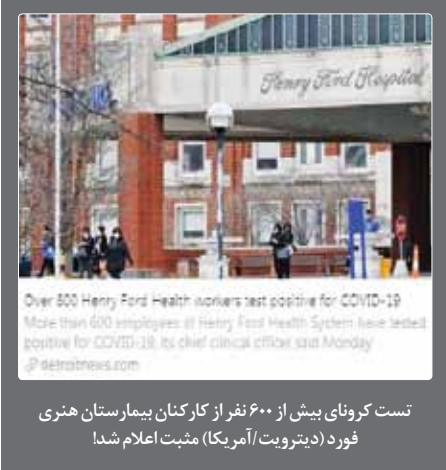 Henry Ford Hospital
Over 600 Henry Ford Health workers test positive for COVID-19
More than 600 employees of Henry Ford Health System have tested
positive for COVID-19, its chief clinical officer said Monday
detroitnews.com
تست کرونای بیش از ۶۰۰ نفر از کارکنان بیمارستان هنری
فورد (دیترویت/آمریکا) مثبت اعلام شد!